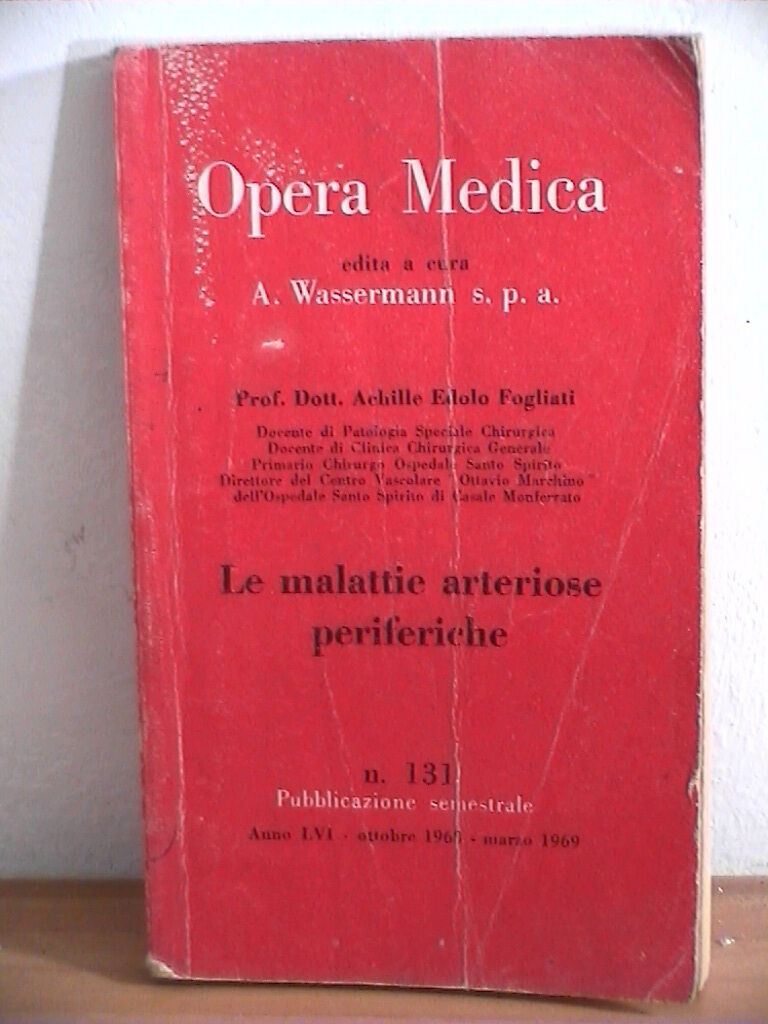 Opera Medica
edita a cura
A. Wassermann s. p. a.
Prof. Dott. Achille Edolo Fogliati
Docente di Patologia Speciale Chirurgica
Docente di Clinica Chirurgica Generale
Primario Chirurgo Ospedale Santo Spirito
Direttore del Centro Vascolare "Ottavio Marchino"
dell'Ospedale Santo Spirito di Casale Monferrato
Le malattie arteriose
periferiche
n. 131
Pubblicazione semestrale
Anno LVI - ottobre 1968 - marzo 1969